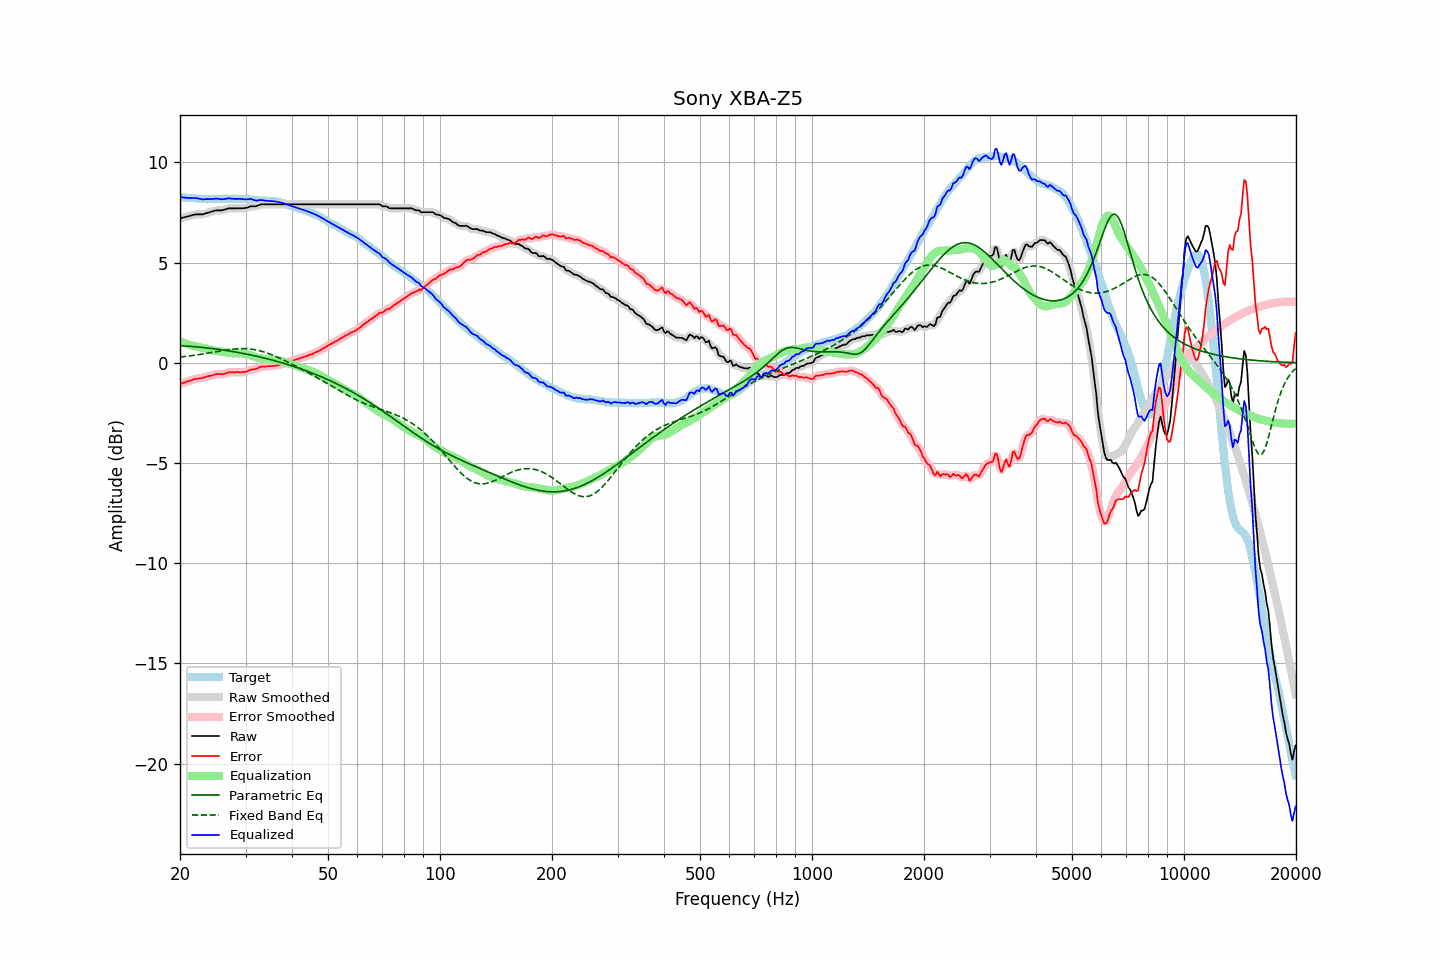 Sony XBA-Z5
Amplitude (dBr)
10
5
0
−5
−10
−15
−20
Target
Raw Smoothed
Error Smoothed
Raw
Error
Equalization
Parametric Eq
Fixed Band Eq
Equalized
20 50 100 200 500 1000 2000 5000 10000 20000
Frequency (Hz)